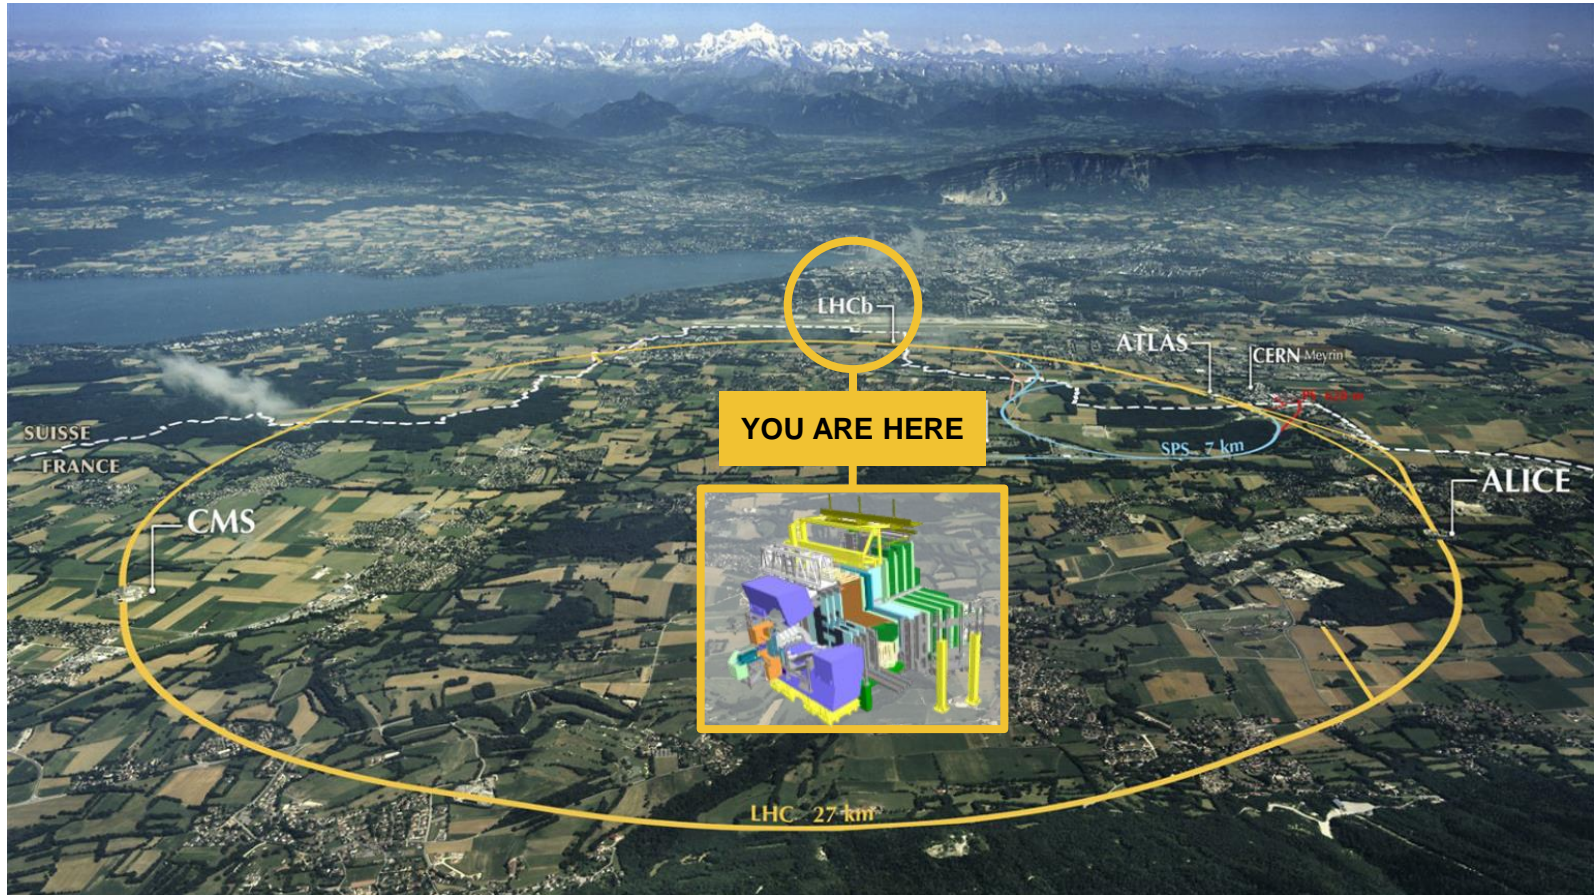 LHCb
ATLAS
CERN Meyrin
YOU ARE HERE
SUISSE
FRANCE
SPS 7 km
ALICE
CMS
LHC 27 km